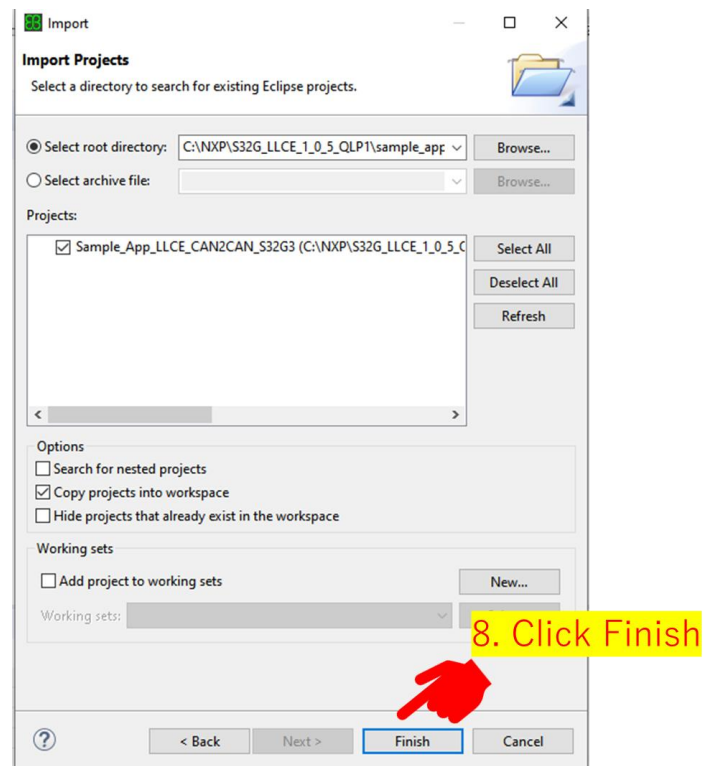 Import
Import Projects
Select a directory to search for existing Eclipse projects.
Select root directory: C:\NXP\S32G_LLCE_1_0_5_QLP1\sample_app Browse...
Select archive file: Browse...
Projects:
Sample_App_LLCE_CAN2CAN_S32G3 (C:\NXP\S32G_LLCE_1_0_5_Q Select All
Deselect All
Refresh
Options
Search for nested projects
Copy projects into workspace
Hide projects that already exist in the workspace
Working sets
Add project to working sets New...
Working sets:
8. Click Finish
? < Back Next > Finish Cancel